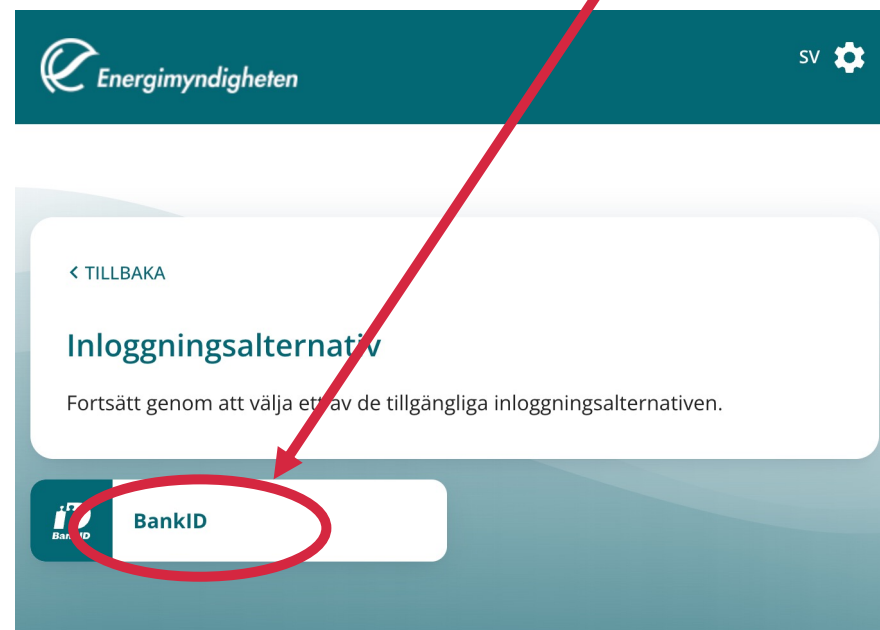 Energimyndigheten
SV
< TILLBAKA
Inloggningsalternativ
Fortsätt genom att välja ett av de tillgängliga inloggningsalternativen.
BankID
BankID